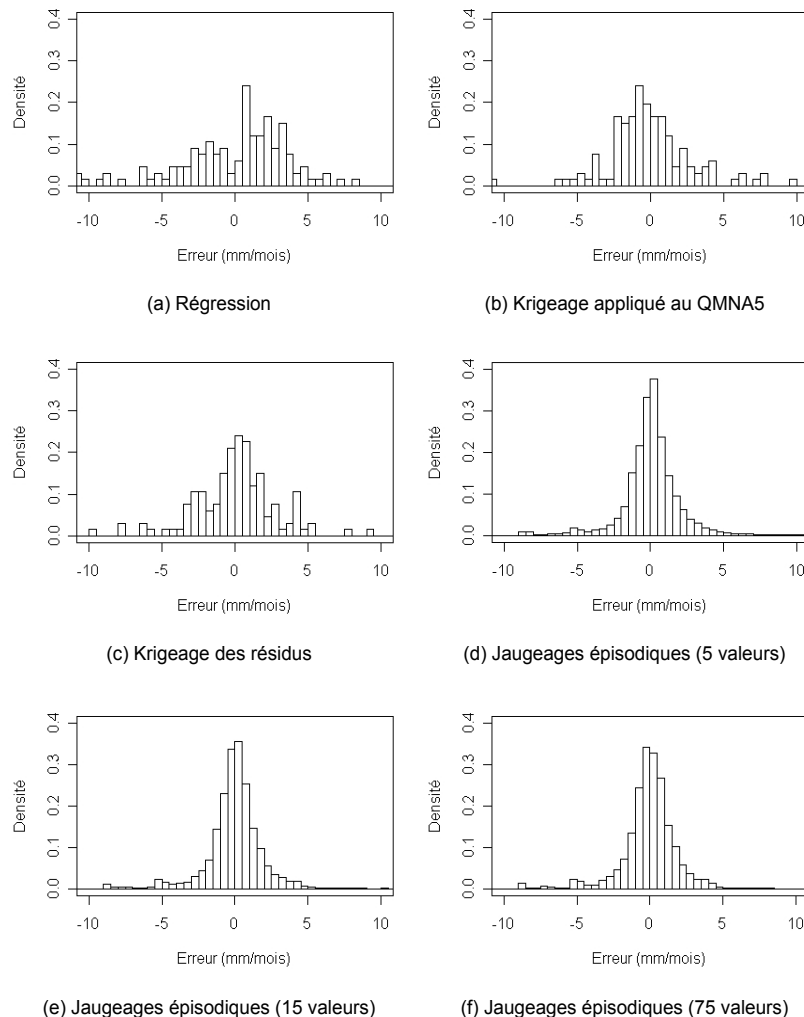 Densité
0.0 0.1 0.2 0.3 0.4
-10 -5 0 5 10
Erreur (mm/mois)
(a) Régression
Densité
0.0 0.1 0.2 0.3 0.4
-10 -5 0 5 10
Erreur (mm/mois)
(b) Krigeage appliqué au QMNA5
Densité
0.0 0.1 0.2 0.3 0.4
-10 -5 0 5 10
Erreur (mm/mois)
(c) Krigeage des résidus
Densité
0.0 0.1 0.2 0.3 0.4
-10 -5 0 5 10
Erreur (mm/mois)
(d) Jaugeages épisodiques (5 valeurs)
Densité
0.0 0.1 0.2 0.3 0.4
-10 -5 0 5 10
Erreur (mm/mois)
(e) Jaugeages épisodiques (15 valeurs)
Densité
0.0 0.1 0.2 0.3 0.4
-10 -5 0 5 10
Erreur (mm/mois)
(f) Jaugeages épisodiques (75 valeurs)